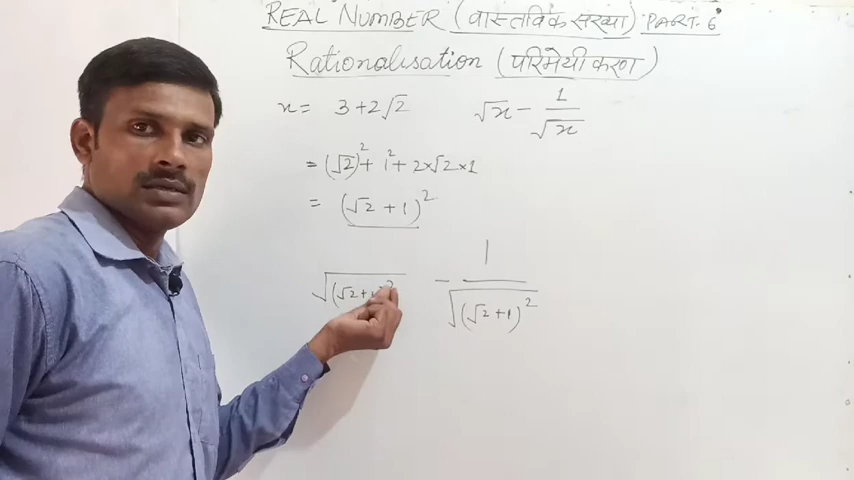 REAL NUMBER (वास्तविक संख्या) PART-6
Rationalisation (परिमेयीकरण)
x = 3+2√2 √x - 1/√x
= (√2)² + 1² + 2×√2×1
= (√2 + 1)²
√(√2+1)² - 1/√(√2+1)²